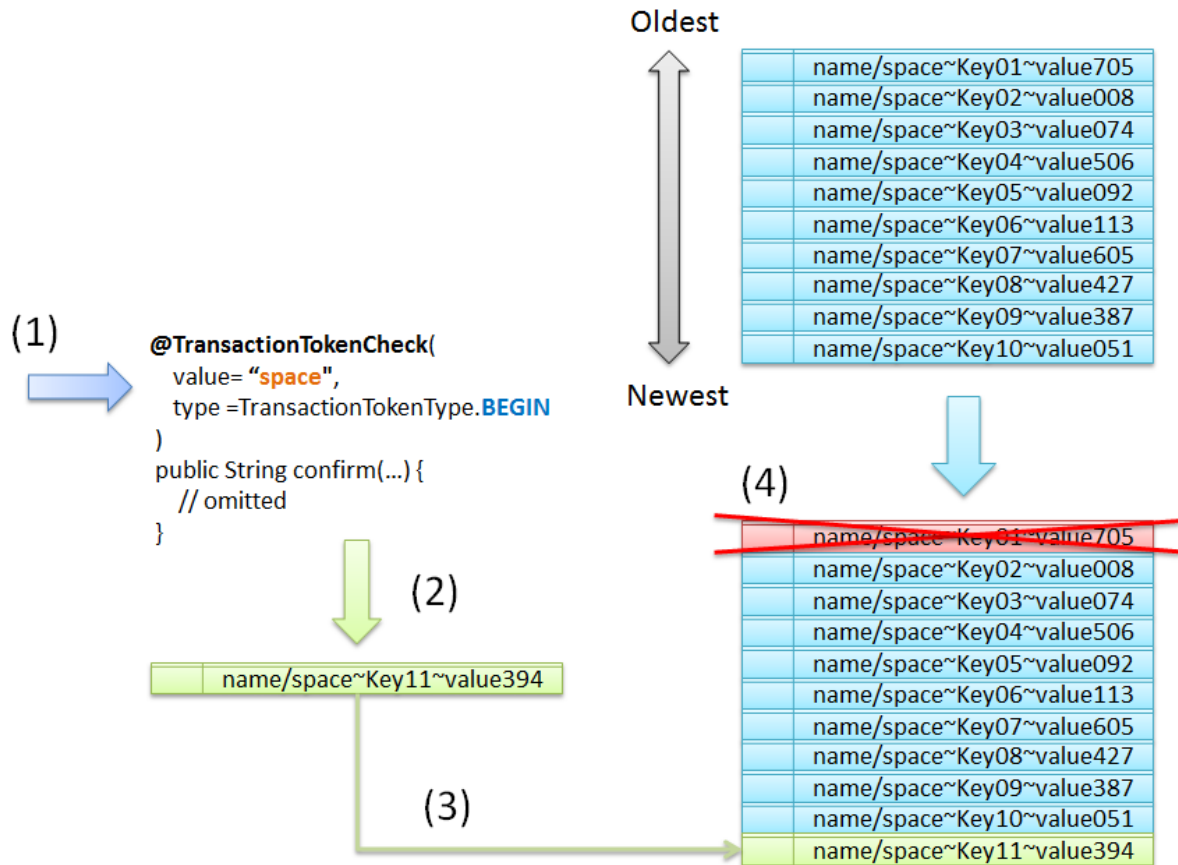 Oldest
name/space~Key01~value705
name/space~Key02~value008
name/space~Key03~value074
name/space~Key04~value506
name/space~Key05~value092
name/space~Key06~value113
name/space~Key07~value605
name/space~Key08~value427
name/space~Key09~value387
name/space~Key10~value051
Newest
(1)
@TransactionTokenCheck(
value= “space",
type =TransactionTokenType.BEGIN
)
public String confirm(…) {
// omitted
}
(2)
name/space~Key11~value394
(3)
(4)
name/space~Key01~value705
name/space~Key02~value008
name/space~Key03~value074
name/space~Key04~value506
name/space~Key05~value092
name/space~Key06~value113
name/space~Key07~value605
name/space~Key08~value427
name/space~Key09~value387
name/space~Key10~value051
name/space~Key11~value394